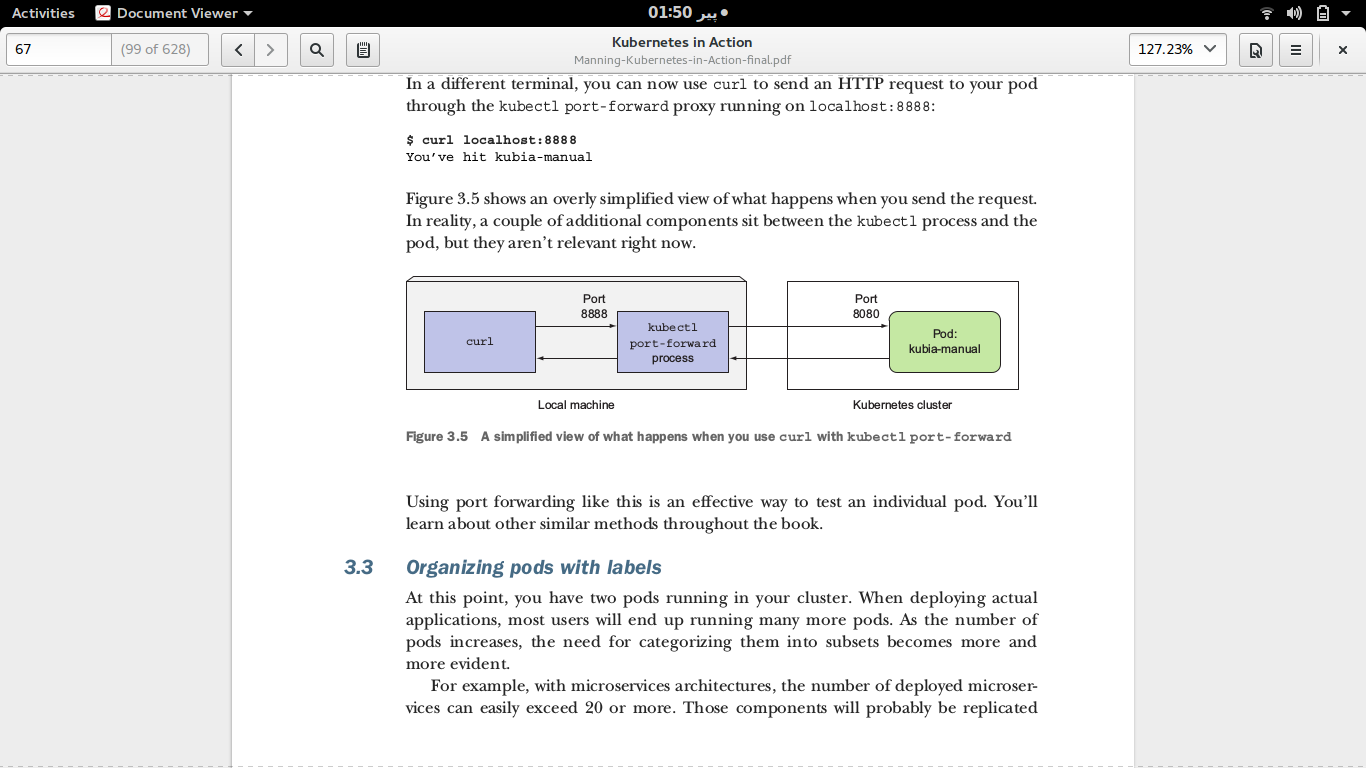 Activities Document Viewer پیر 01:50
67 (99 of 628)
Kubernetes in Action
Manning-Kubernetes-in-Action-final.pdf
127.23%
In a different terminal, you can now use curl to send an HTTP request to your pod
through the kubectl port-forward proxy running on localhost:8888:
$ curl localhost:8888
You’ve hit kubia-manual
Figure 3.5 shows an overly simplified view of what happens when you send the request.
In reality, a couple of additional components sit between the kubectl process and the
pod, but they aren’t relevant right now.
curl
Port
8888
kubectl
port-forward
process
Port
8080
Pod:
kubia-manual
Local machine
Kubernetes cluster
Figure 3.5 A simplified view of what happens when you use curl with kubectl port-forward
Using port forwarding like this is an effective way to test an individual pod. You’ll
learn about other similar methods throughout the book.
3.3 Organizing pods with labels
At this point, you have two pods running in your cluster. When deploying actual
applications, most users will end up running many more pods. As the number of
pods increases, the need for categorizing them into subsets becomes more and
more evident.
For example, with microservices architectures, the number of deployed microser-
vices can easily exceed 20 or more. Those components will probably be replicated